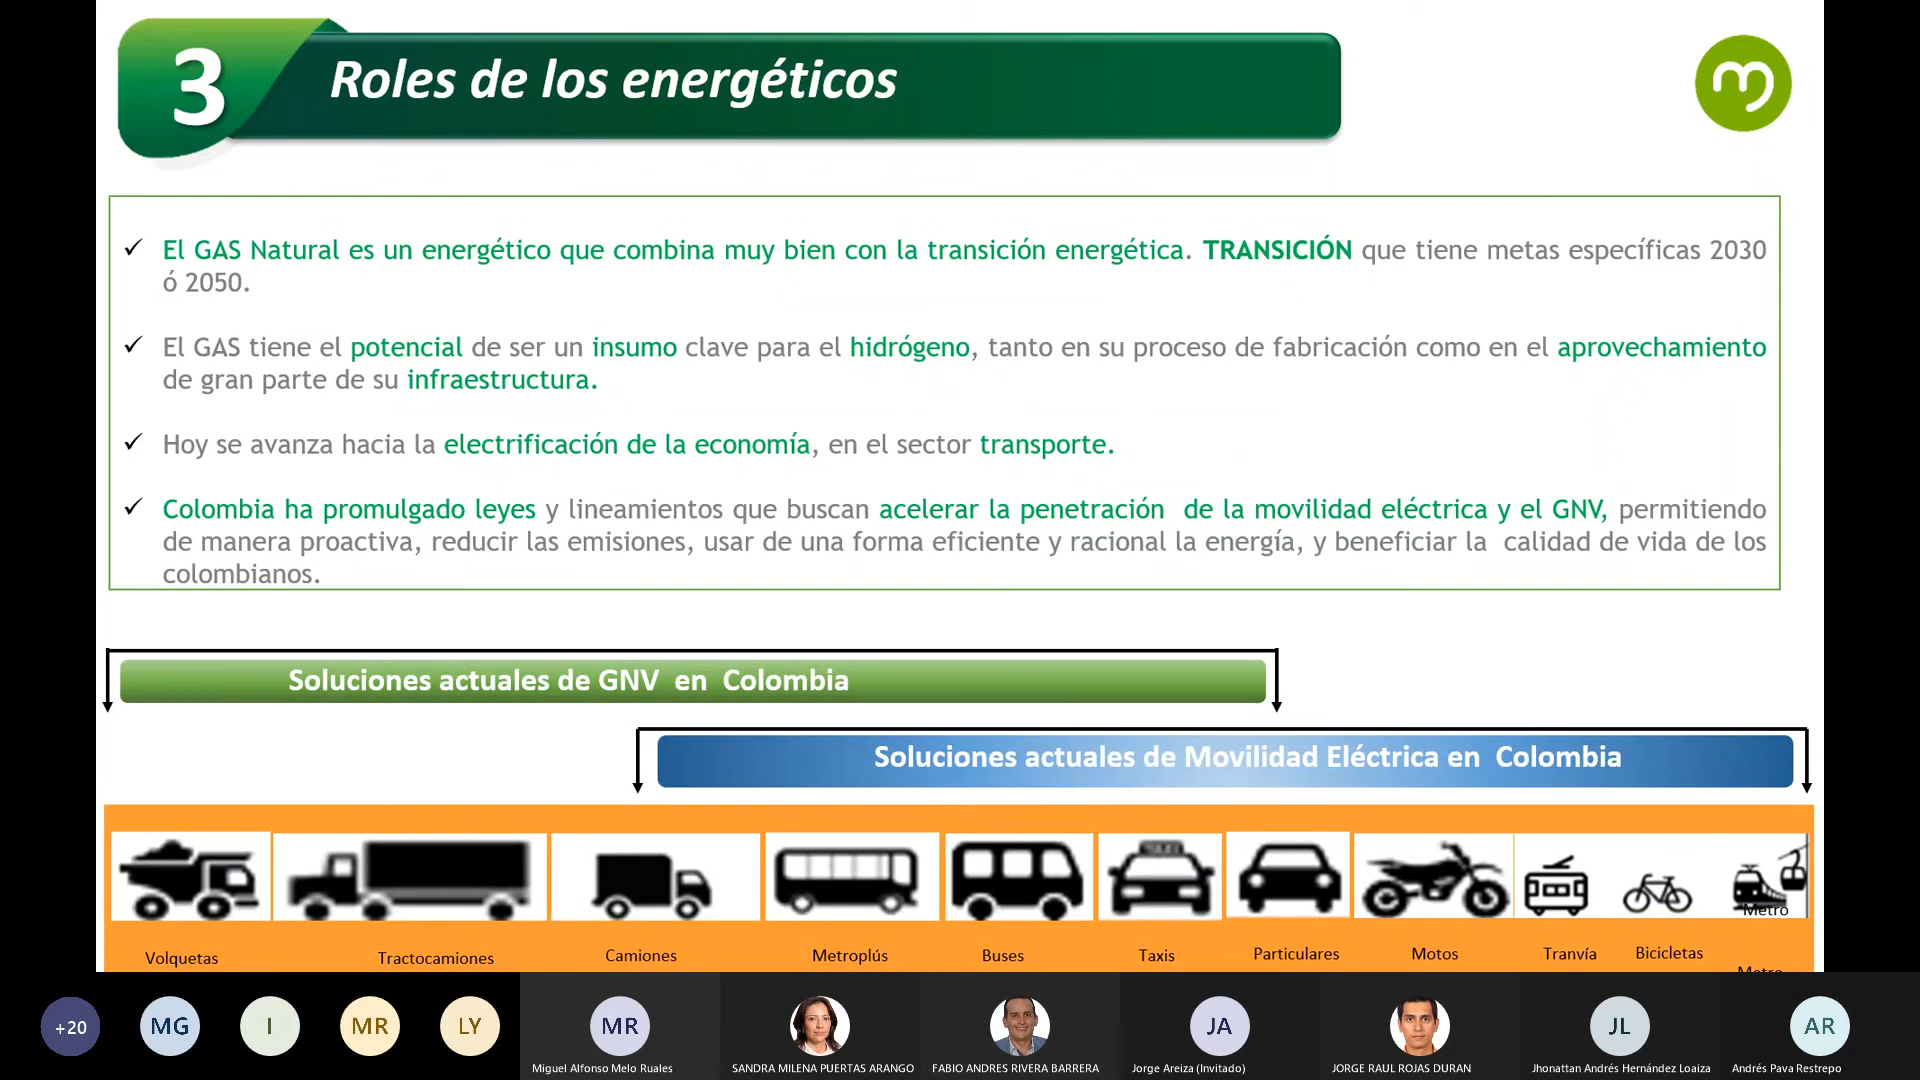 3
Roles de los energéticos
El GAS Natural es un energético que combina muy bien con la transición energética. TRANSICIÓN que tiene metas específicas 2030
ó 2050.
El GAS tiene el potencial de ser un insumo clave para el hidrógeno, tanto en su proceso de fabricación como en el aprovechamiento
de gran parte de su infraestructura.
Hoy se avanza hacia la electrificación de la economía, en el sector transporte.
Colombia ha promulgado leyes y lineamientos que buscan acelerar la penetración de la movilidad eléctrica y el GNV, permitiendo
de manera proactiva, reducir las emisiones, usar de una forma eficiente y racional la energía, y beneficiar la calidad de vida de los
colombianos.
Soluciones actuales de GNV en Colombia
Soluciones actuales de Movilidad Eléctrica en Colombia
Metro
Volquetas Tractocamiones Camiones Metroplús Buses Taxis Particulares Motos Tranvía Bicicletas
Metro
+20 MG I MR LY MR JA JL AR
Miguel Alfonso Melo Ruales SANDRA MILENA PUERTAS ARANGO FABIO ANDRES RIVERA BARRERA Jorge Areiza (Invitado) JORGE RAUL ROJAS DURAN Jhonattan Andrés Hernández Loaiza Andrés Pava Restrepo